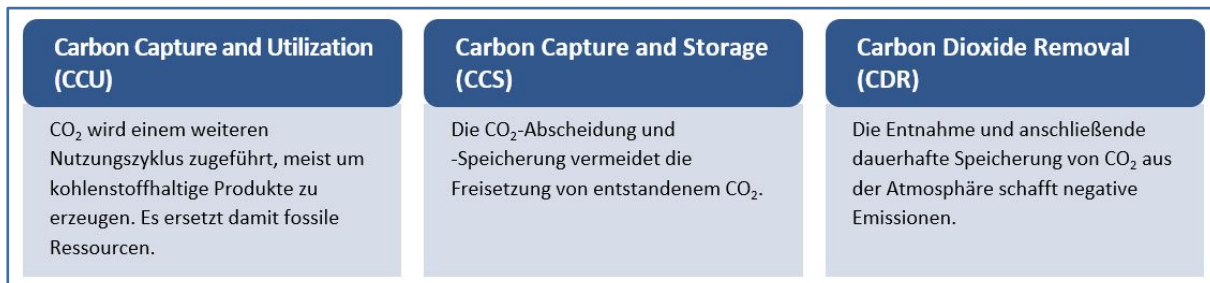 Carbon Capture and Utilization
(CCU)
CO₂ wird einem weiteren
Nutzungszyklus zugeführt, meist um
kohlenstoffhaltige Produkte zu
erzeugen. Es ersetzt damit fossile
Ressourcen.
Carbon Capture and Storage
(CCS)
Die CO₂-Abscheidung und
-Speicherung vermeidet die
Freisetzung von entstandenem CO₂.
Carbon Dioxide Removal
(CDR)
Die Entnahme und anschließende
dauerhafte Speicherung von CO₂ aus
der Atmosphäre schafft negative
Emissionen.